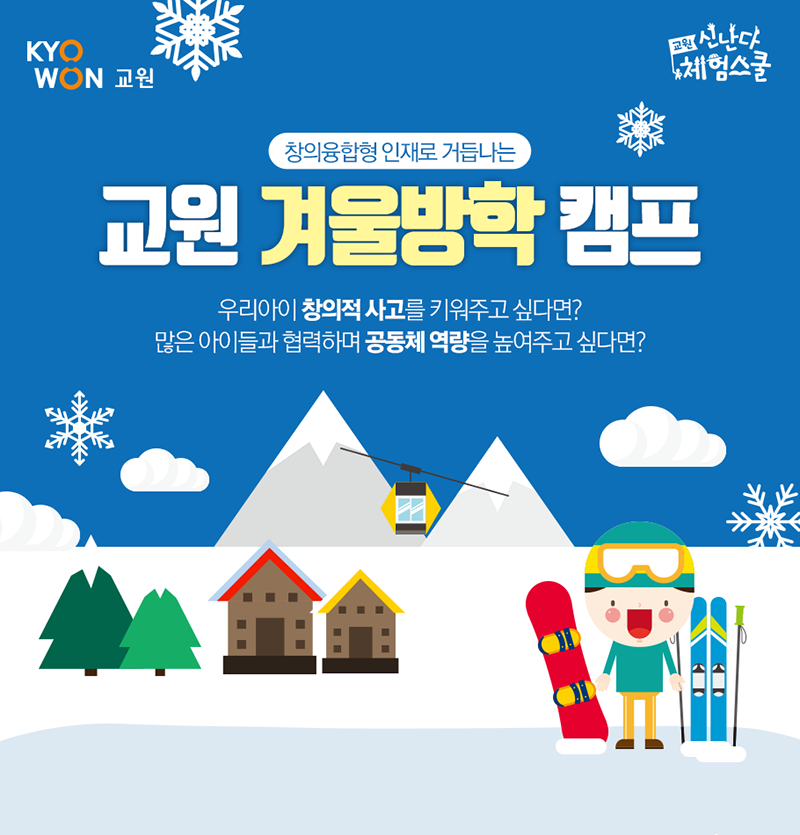 KYO
WON 교원
교원 신난다
체험스쿨
창의융합형 인재로 거듭나는
교원 겨울방학 캠프
우리아이 창의적 사고를 키워주고 싶다면?
많은 아이들과 협력하며 공동체 역량을 높여주고 싶다면?